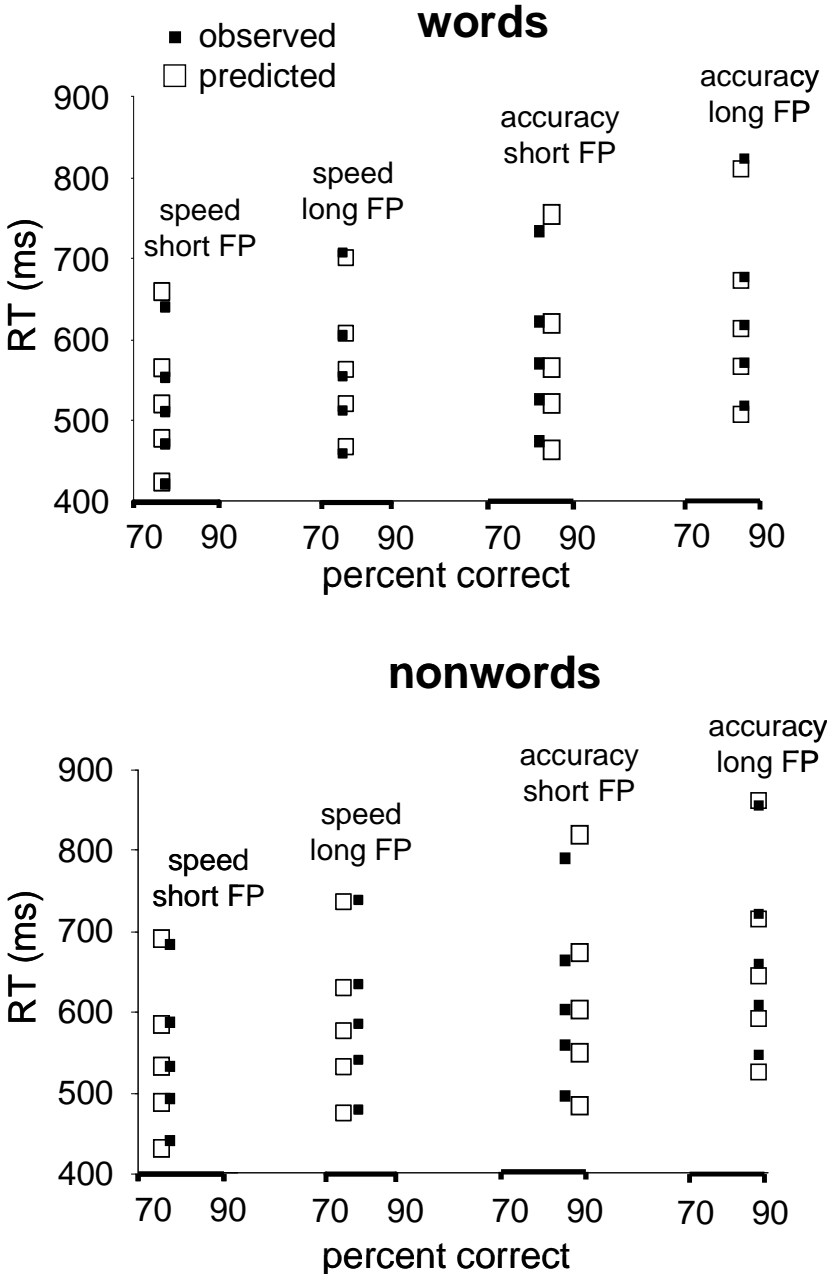 words
observed
predicted
accuracy
long FP
accuracy
short FP
speed
long FP
speed
short FP
900
800
700
600
500
400
RT (ms)
70 90 70 90 70 90 70 90
percent correct
nonwords
accuracy
long FP
accuracy
short FP
speed
long FP
speed
short FP
900
800
700
600
500
400
RT (ms)
70 90 70 90 70 90 70 90
percent correct